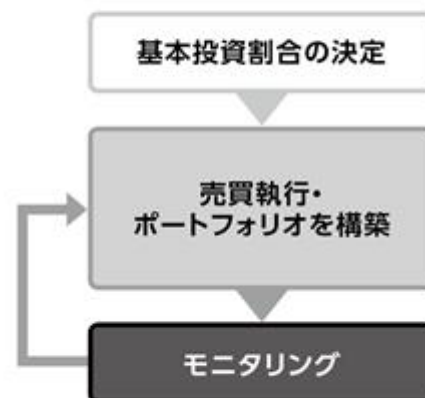 基本投資割合の決定
売買執行・
ポートフォリオを構築
モニタリング